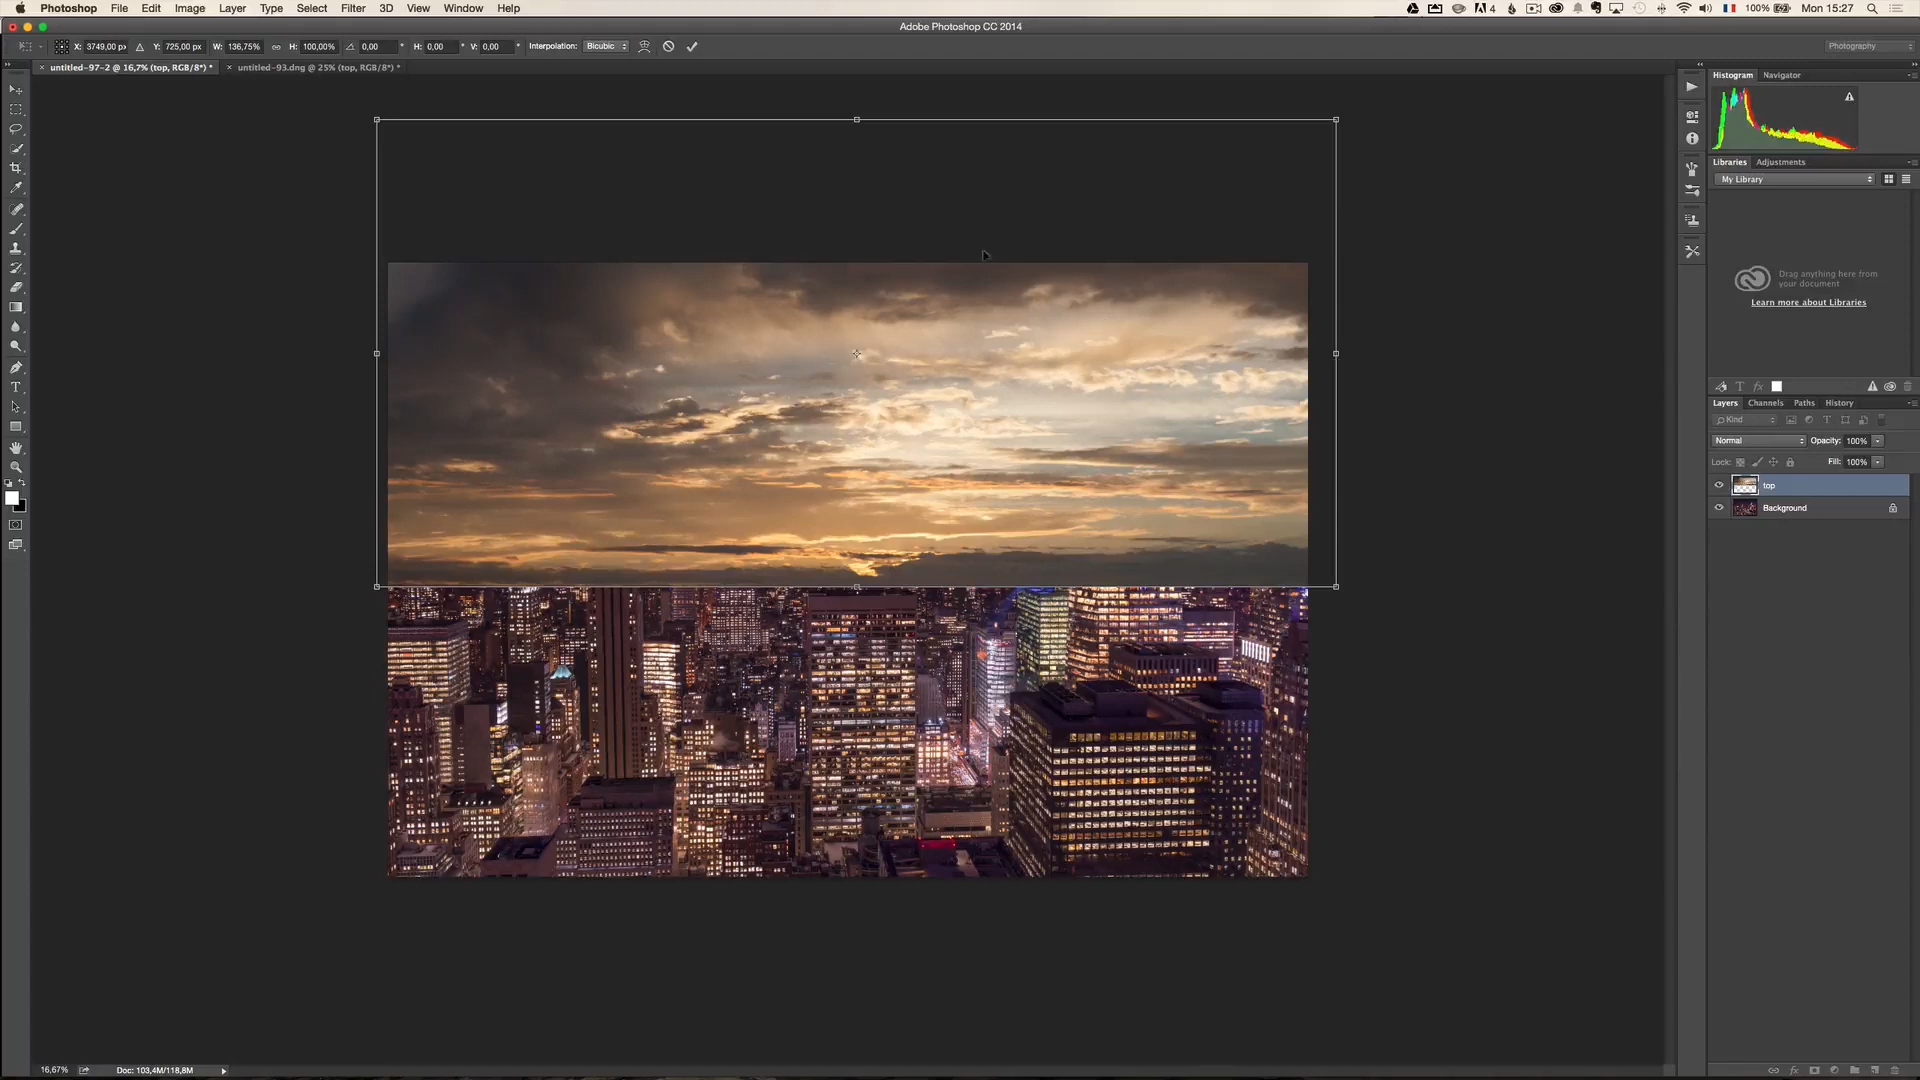 Photoshop File Edit Image Layer Type Select Filter 3D View Window Help
4 100% Mon 15:27
Adobe Photoshop CC 2014
X: 3749,00 px Y: 725,00 px W: 136,75% H: 100,00% 0,00 ° H: 0,00 ° V: 0,00 ° Interpolation: Bicubic
Photography
× untitled-97-2 @ 16,7% (top, RGB/8*) * × untitled-93.dng @ 25% (top, RGB/8*) *
Histogram Navigator
Libraries Adjustments
My Library
Drag anything here from
your document
Learn more about Libraries
Layers Channels Paths History
Kind
Normal Opacity: 100%
Lock: Fill: 100%
top
Background
16,67% Doc: 103,4M/118,8M